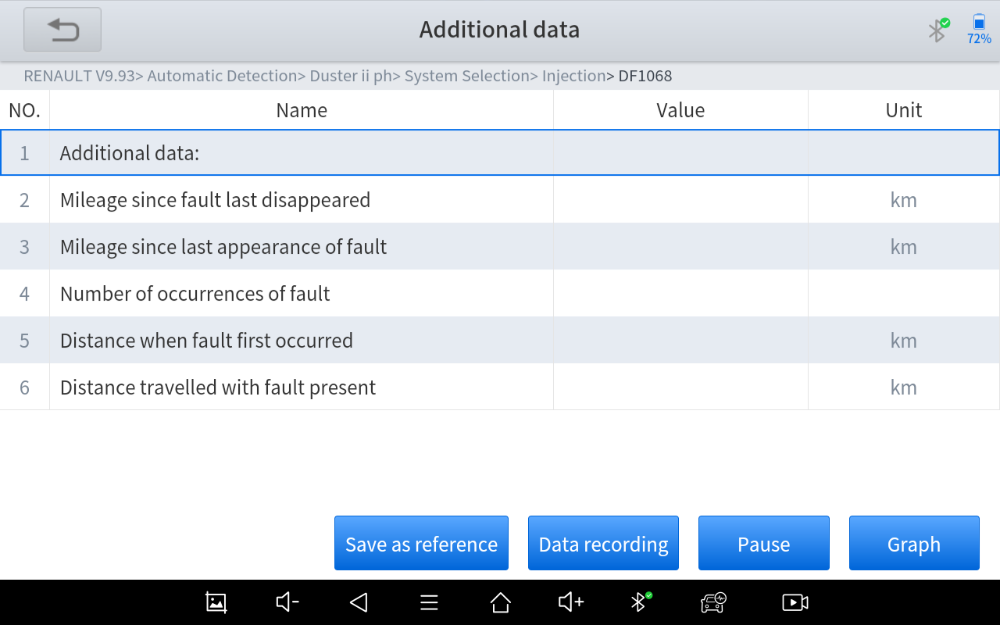 Additional data
72%
RENAULT V9.93> Automatic Detection> Duster ii ph> System Selection> Injection> DF1068
NO. Name Value Unit
1 Additional data:
2 Mileage since fault last disappeared km
3 Mileage since last appearance of fault km
4 Number of occurrences of fault
5 Distance when fault first occurred km
6 Distance travelled with fault present km
Save as reference Data recording Pause Graph